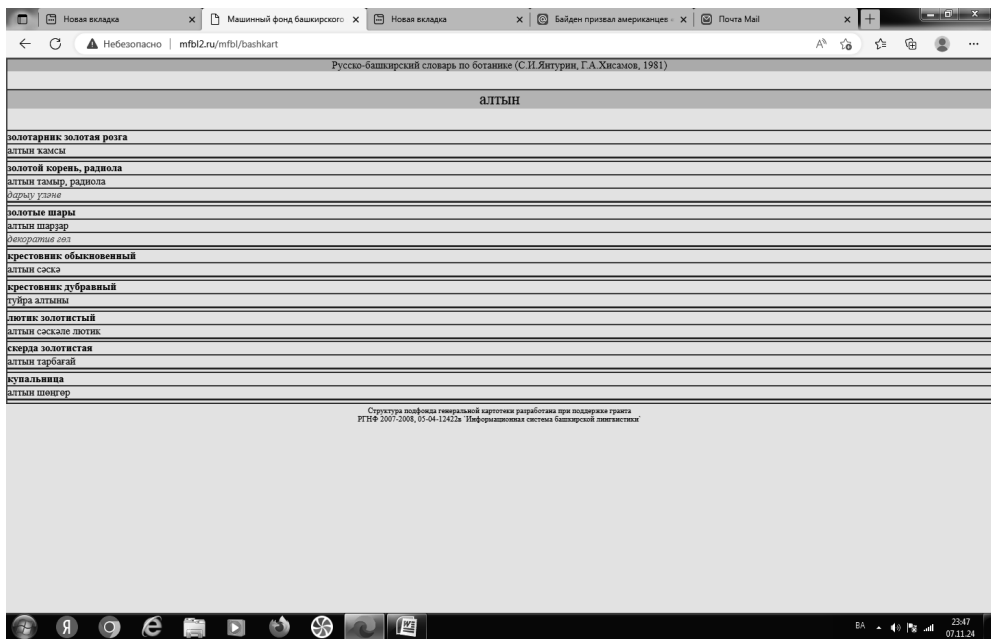 Новая вкладка
Машинный фонд башкирского
Новая вкладка
Байден призвал американцев -
Почта Mail
Небезопасно | mfbl2.ru/mfbl/bashkart
Русско-башкирский словарь по ботанике (С.И.Янтурин, Г.А.Хисамов, 1981)
алтын
золотарник золотая розга
алтын ҡамсы
золотой корень, радиола
алтын тамыр, радиола
дарыу үләне
золотые шары
алтын шарҙар
декоратив гөл
крестовник обыкновенный
алтын сәскә
крестовник дубравный
туйра алтыны
лютик золотистый
алтын сәскәле лютик
скерда золотистая
алтын тарбағай
купальница
алтын шөңгөр
Структура подфонда генеральной картотеки разработана при поддержке гранта
РГНФ 2007-2008, 05-04-12422в `Информационная система башкирской лингвистики`
BA
23:47
07.11.24